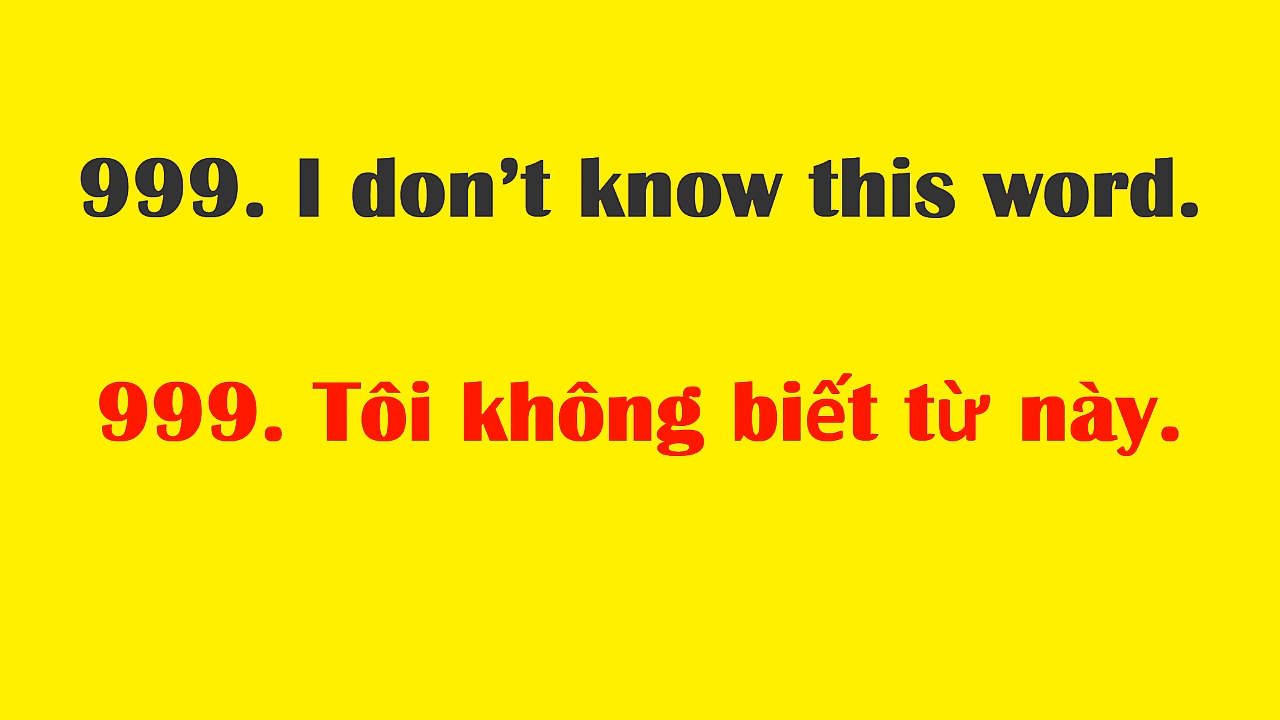 999. I don’t know this word.
999. Tôi không biết từ này.